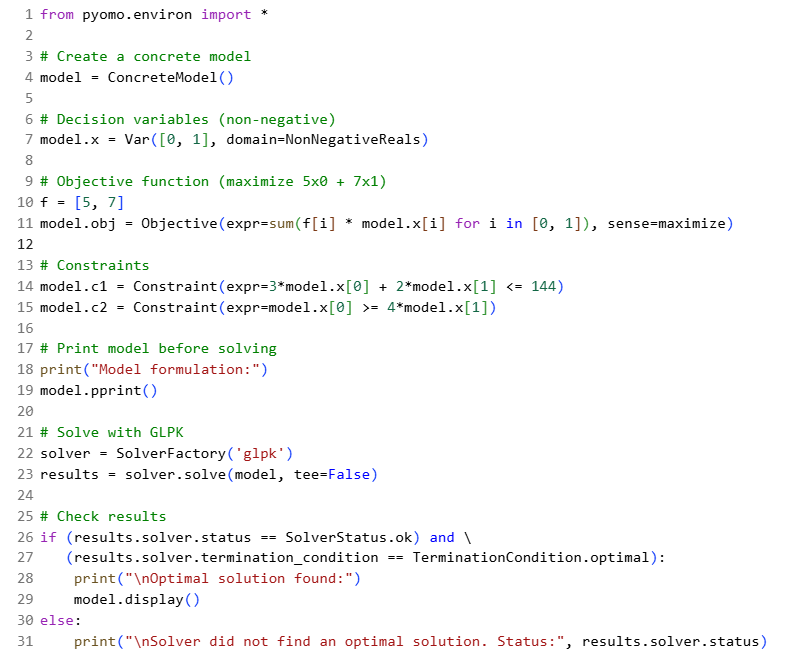 1 from pyomo.environ import *
2
3 # Create a concrete model
4 model = ConcreteModel()
5
6 # Decision variables (non-negative)
7 model.x = Var([0, 1], domain=NonNegativeReals)
8
9 # Objective function (maximize 5x0 + 7x1)
10 f = [5, 7]
11 model.obj = Objective(expr=sum(f[i] * model.x[i] for i in [0, 1]), sense=maximize)
12
13 # Constraints
14 model.c1 = Constraint(expr=3*model.x[0] + 2*model.x[1] <= 144)
15 model.c2 = Constraint(expr=model.x[0] >= 4*model.x[1])
16
17 # Print model before solving
18 print("Model formulation:")
19 model.pprint()
20
21 # Solve with GLPK
22 solver = SolverFactory('glpk')
23 results = solver.solve(model, tee=False)
24
25 # Check results
26 if (results.solver.status == SolverStatus.ok) and \
27    (results.solver.termination_condition == TerminationCondition.optimal):
28     print("\nOptimal solution found:")
29     model.display()
30 else:
31     print("\nSolver did not find an optimal solution. Status:", results.solver.status)